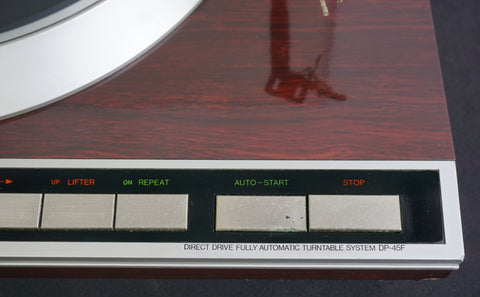 UP LIFTER
ON REPEAT
AUTO-START
STOP
DIRECT DRIVE FULLY AUTOMATIC TURNTABLE SYSTEM DP-45F